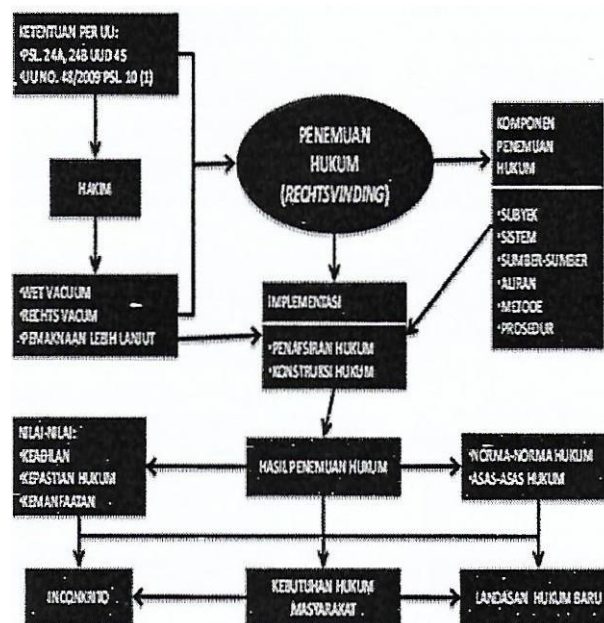 KETENTUAN PER UU:
•PSL. 24A, 24B UUD 45
•UU NO. 48/2009 PSL. 10 (1)
HAKIM
•WET VACUUM
•RECHTS VACUM
•PEMAKNAAN LEBIH LANJUT
PENEMUAN
HUKUM
(RECHTSVINDING)
KOMPONEN
PENEMUAN
HUKUM
•SUBYEK
•SISTEM
•SUMBER-SUMBER
•ALIRAN
•METODE
•PROSEDUR
IMPLEMENTASI
•PENAFSIRAN HUKUM
•KONSTRUKSI HUKUM
NILAI-NILAI:
•KEADILAN
•KEPASTIAN HUKUM
•KEMANFAATAN
HASIL PENEMUAN HUKUM
•NORMA-NORMA HUKUM
•ASAS-ASAS HUKUM
INCONKRITO
KEBUTUHAN HUKUM
MASYARAKAT
LANDASAN HUKUM BARU